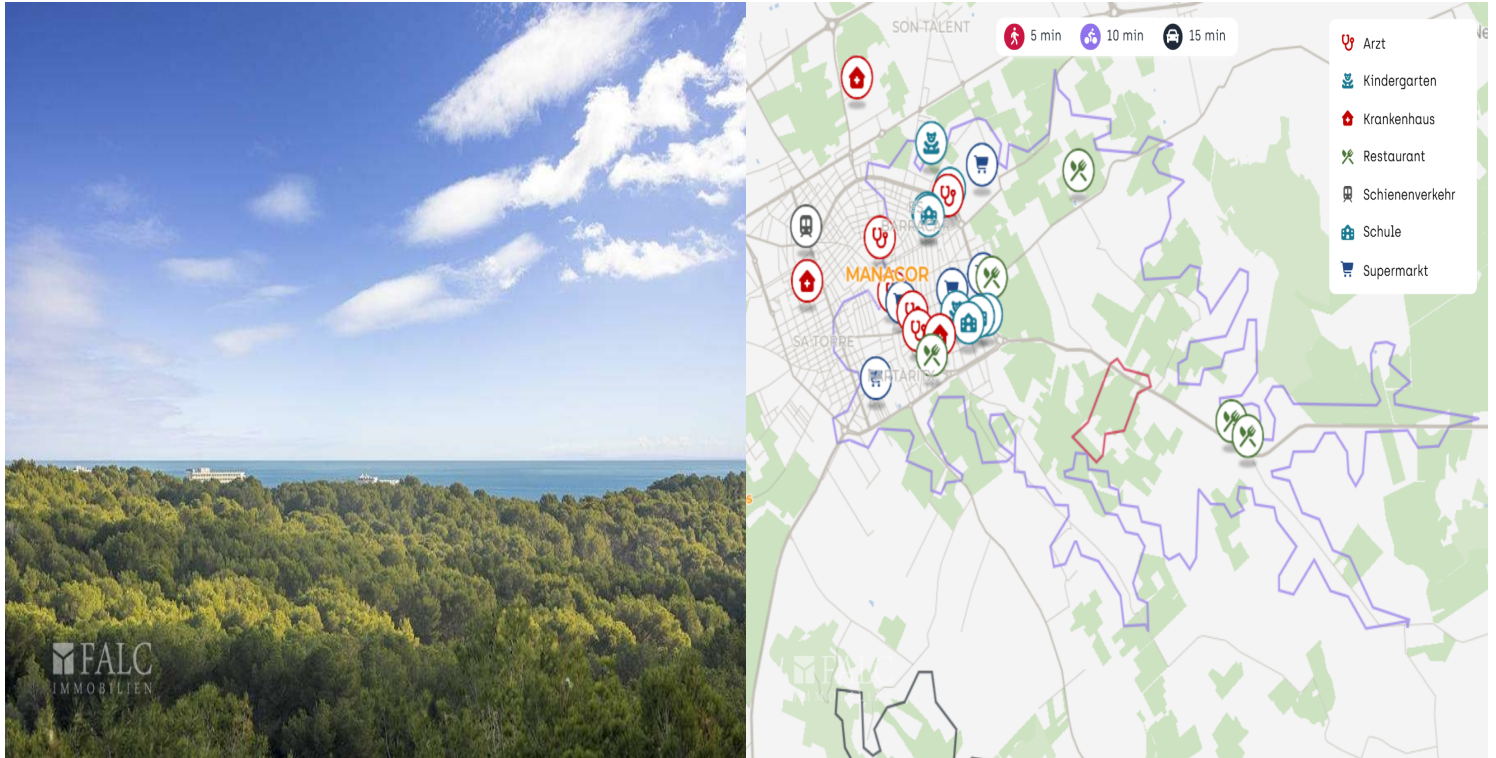 FALC
IMMOBILIEN
SON TALENT
5 min
10 min
15 min
Arzt
Kindergarten
Krankenhaus
Restaurant
Schienenverkehr
Schule
Supermarkt
MANACOR
SA TORRE
FALC